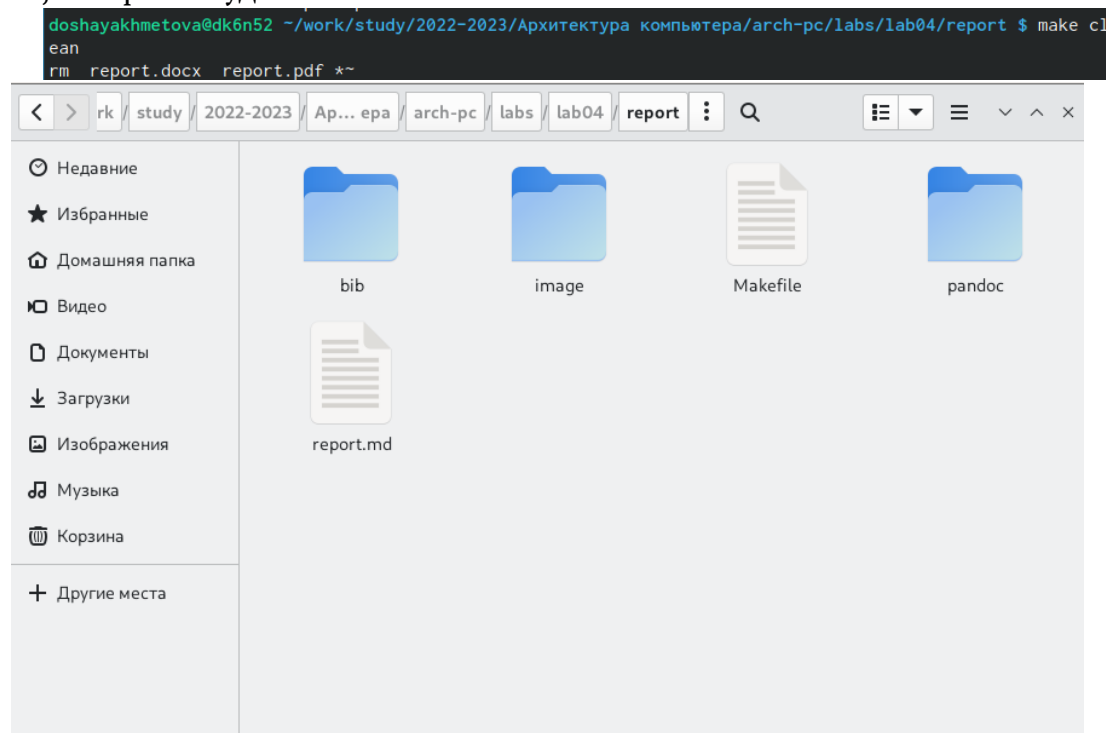 doshayakhmetova@dk6n52 ~/work/study/2022-2023/Архитектура компьютера/arch-pc/labs/lab04/report $ make cl
ean
rm  report.docx  report.pdf *~
rk / study / 2022-2023 / Ap... epa / arch-pc / labs / lab04 / report
Недавние
Избранные
Домашняя папка
Видео
Документы
Загрузки
Изображения
Музыка
Корзина
Другие места
bib
image
Makefile
pandoc
report.md